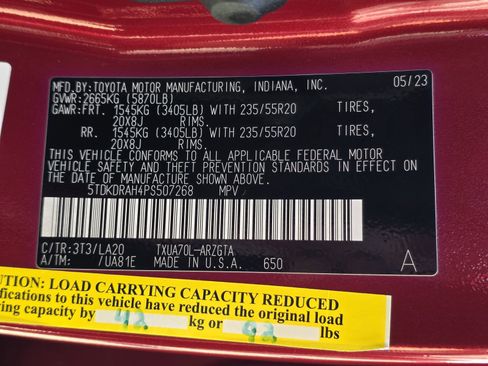 MFD.BY:TOYOTA MOTOR MANUFACTURING, INDIANA, INC. 05/23
GVWR:2665KG (5870LB)
GAWR:FRT. 1545KG (3405LB) WITH 235/55R20 TIRES,
20X8J RIMS.
RR. 1545KG (3405LB) WITH 235/55R20 TIRES,
20X8J RIMS.
THIS VEHICLE CONFORMS TO ALL APPLICABLE FEDERAL MOTOR
VEHICLE SAFETY AND THEFT PREVENTION STANDARDS IN EFFECT
ON THE DATE OF MANUFACTURE SHOWN ABOVE.
5TDKDRAH4PS507268 MPV
C/TR:3T3/LA20 TXUA70L-ARZGTA
A/TM: /UA81E MADE IN U.S.A. 650 A
CAUTION: LOAD CARRYING CAPACITY REDUCED
ifications to this vehicle have reduced the original load
ying capacity by 42 kg or 92 lbs